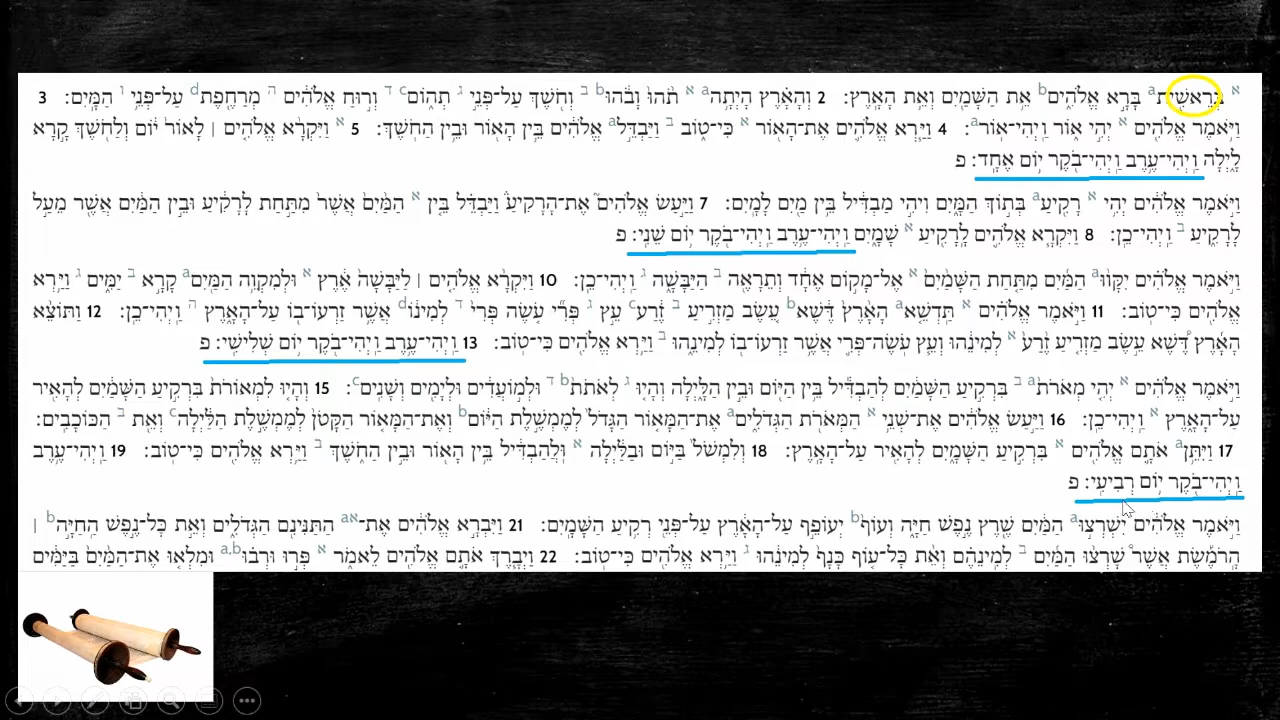 א בְּרֵאשִׁ֖ית a בָּרָ֣א אֱלֹהִ֑ים b אֵ֥ת הַשָּׁמַ֖יִם וְאֵ֥ת הָאָֽרֶץ׃ 2 וְהָאָ֗רֶץ הָיְתָ֥ה a א תֹ֙הוּ֙ וָבֹ֔הוּ b ב וְחֹ֖שֶׁךְ עַל־פְּנֵ֣י ג תְה֑וֹם c ד וְר֣וּחַ אֱלֹהִ֔ים ה מְרַחֶ֖פֶת d עַל־פְּנֵ֥י ו הַמָּֽיִם׃ 3
וַיֹּ֥אמֶר אֱלֹהִ֖ים א יְהִ֣י א֑וֹר וַֽיְהִי־אֽוֹר a׃ 4 וַיַּ֧רְא אֱלֹהִ֛ים אֶת־הָא֖וֹר א כִּי־ט֑וֹב ב וַיַּבְדֵּ֣ל a אֱלֹהִ֔ים בֵּ֥ין הָא֖וֹר וּבֵ֥ין הַחֹֽשֶׁךְ׃ 5 א וַיִּקְרָ֨א אֱלֹהִ֤ים ׀ לָאוֹר֙ י֔וֹם וְלַחֹ֖שֶׁךְ קָ֣רָא
לָ֑יְלָה וַֽיְהִי־עֶ֥רֶב וַֽיְהִי־בֹ֖קֶר י֥וֹם אֶחָֽד׃ פ
וַיֹּ֣אמֶר אֱלֹהִ֔ים יְהִ֥י א רָקִ֖יעַ a בְּת֣וֹךְ הַמָּ֑יִם וִיהִ֣י מַבְדִּ֔יל בֵּ֥ין מַ֖יִם לָמָֽיִם׃ 7 וַיַּ֣עַשׂ אֱלֹהִים֮ אֶת־הָרָקִיעַ֒ וַיַּבְדֵּ֗ל בֵּ֤ין א הַמַּ֙יִם֙ אֲשֶׁר֙ מִתַּ֣חַת לָרָקִ֔יעַ וּבֵ֣ין הַמַּ֔יִם אֲשֶׁ֖ר מֵעַ֣ל
לָרָקִ֑יעַ ב וַֽיְהִי־כֵֽן׃ 8 וַיִּקְרָ֧א אֱלֹהִ֛ים לָֽרָקִ֖יעַ א שָׁמָ֑יִם וַֽיְהִי־עֶ֥רֶב וַֽיְהִי־בֹ֖קֶר י֥וֹם שֵׁנִֽי׃ פ
וַיֹּ֣אמֶר אֱלֹהִ֗ים יִקָּו֨וּ a הַמַּ֜יִם מִתַּ֤חַת הַשָּׁמַ֙יִם֙ א אֶל־מָק֣וֹם אֶחָ֔ד וְתֵרָאֶ֖ה ב הַיַּבָּשָׁ֑ה ג וַֽיְהִי־כֵֽן׃ 10 וַיִּקְרָ֨א אֱלֹהִ֤ים ׀ לַיַּבָּשָׁה֙ אֶ֔רֶץ א וּלְמִקְוֵ֥ה הַמַּ֖יִם a קָרָ֣א ב יַמִּ֑ים ג וַיַּ֥רְא
אֱלֹהִ֖ים כִּי־טֽוֹב׃ 11 וַיֹּ֣אמֶר אֱלֹהִ֗ים א תַּֽדְשֵׁ֤א a הָאָ֙רֶץ֙ דֶּ֔שֶׁא b עֵ֚שֶׂב מַזְרִ֣יעַ ב זֶ֔רַע c עֵ֣ץ ג פְּרִ֞י עֹ֤שֶׂה פְּרִי֙ ד לְמִינ֔וֹ d אֲשֶׁ֥ר זַרְעוֹ־ב֖וֹ עַל־הָאָ֑רֶץ ה וַֽיְהִי־כֵֽן׃ 12 וַתּוֹצֵ֨א
הָאָ֜רֶץ דֶּ֠שֶׁא עֵ֣שֶׂב מַזְרִ֤יעַ זֶ֙רַע֙ א לְמִינֵ֔הוּ וְעֵ֧ץ עֹֽשֶׂה־פְּרִ֛י אֲשֶׁ֥ר זַרְעוֹ־ב֖וֹ לְמִינֵ֑הוּ ב וַיַּ֥רְא אֱלֹהִ֖ים כִּי־טֽוֹב׃ 13 וַֽיְהִי־עֶ֥רֶב וַֽיְהִי־בֹ֖קֶר י֥וֹם שְׁלִישִֽׁי׃ פ
וַיֹּ֣אמֶר אֱלֹהִ֗ים א יְהִ֤י מְאֹרֹת֙ a ב בִּרְקִ֣יעַ הַשָּׁמַ֔יִם לְהַבְדִּ֕יל בֵּ֥ין הַיּ֖וֹם וּבֵ֣ין הַלָּ֑יְלָה וְהָי֤וּ ג לְאֹתֹת֙ b ד וּלְמ֣וֹעֲדִ֔ים וּלְיָמִ֖ים וְשָׁנִֽים c׃ 15 וְהָי֤וּ לִמְאוֹרֹת֙ בִּרְקִ֣יעַ הַשָּׁמַ֔יִם לְהָאִ֖יר
עַל־הָאָ֑רֶץ א וַֽיְהִי־כֵֽן׃ 16 וַיַּ֣עַשׂ אֱלֹהִ֔ים אֶת־שְׁנֵ֥י א הַמְּאֹרֹ֖ת הַגְּדֹלִ֑ים a אֶת־הַמָּא֤וֹר הַגָּדֹל֙ לְמֶמְשֶׁ֣לֶת הַיּ֔וֹם b וְאֶת־הַמָּא֤וֹר הַקָּטֹן֙ לְמֶמְשֶׁ֣לֶת הַלַּ֔יְלָה c וְאֵ֖ת ב הַכּוֹכָבִֽים׃
17 וַיִּתֵּ֥ן a אֹתָ֛ם אֱלֹהִ֖ים א בִּרְקִ֣יעַ הַשָּׁמָ֑יִם לְהָאִ֖יר עַל־הָאָֽרֶץ׃ 18 וְלִמְשֹׁל֙ בַּיּ֣וֹם וּבַלַּ֔יְלָה א וּֽלֲהַבְדִּ֔יל בֵּ֥ין הָא֖וֹר וּבֵ֣ין הַחֹ֑שֶׁךְ ב וַיַּ֥רְא אֱלֹהִ֖ים כִּי־טֽוֹב׃ 19 וַֽיְהִי־עֶ֥רֶב
וַֽיְהִי־בֹ֖קֶר י֥וֹם רְבִיעִֽי׃ פ
וַיֹּ֣אמֶר אֱלֹהִ֔ים יִשְׁרְצ֣וּ a הַמַּ֔יִם שֶׁ֖רֶץ נֶ֣פֶשׁ חַיָּ֑ה וְעוֹף֙ b יְעוֹפֵ֣ף עַל־הָאָ֔רֶץ עַל־פְּנֵ֖י רְקִ֥יעַ הַשָּׁמָֽיִם׃ 21 וַיִּבְרָ֣א אֱלֹהִ֔ים אֶת־ אa הַתַּנִּינִ֖ם הַגְּדֹלִ֑ים וְאֵ֣ת כָּל־נֶ֣פֶשׁ הַֽחַיָּ֣ה b ׀
הָֽרֹמֶ֡שֶׂת אֲשֶׁר֩ שָׁרְצ֨וּ הַמַּ֜יִם ב לְמִֽינֵהֶ֗ם וְאֵ֨ת כָּל־ע֤וֹף כָּנָף֙ לְמִינֵ֔הוּ ג וַיַּ֥רְא אֱלֹהִ֖ים כִּי־טֽוֹב׃ 22 וַיְבָ֧רֶךְ אֹתָ֛ם אֱלֹהִ֖ים לֵאמֹ֑ר א פְּר֣וּ וּרְב֗וּ a,b וּמִלְא֤וּ אֶת־הַמַּ֙יִם֙ בַּיַּמִּ֔ים